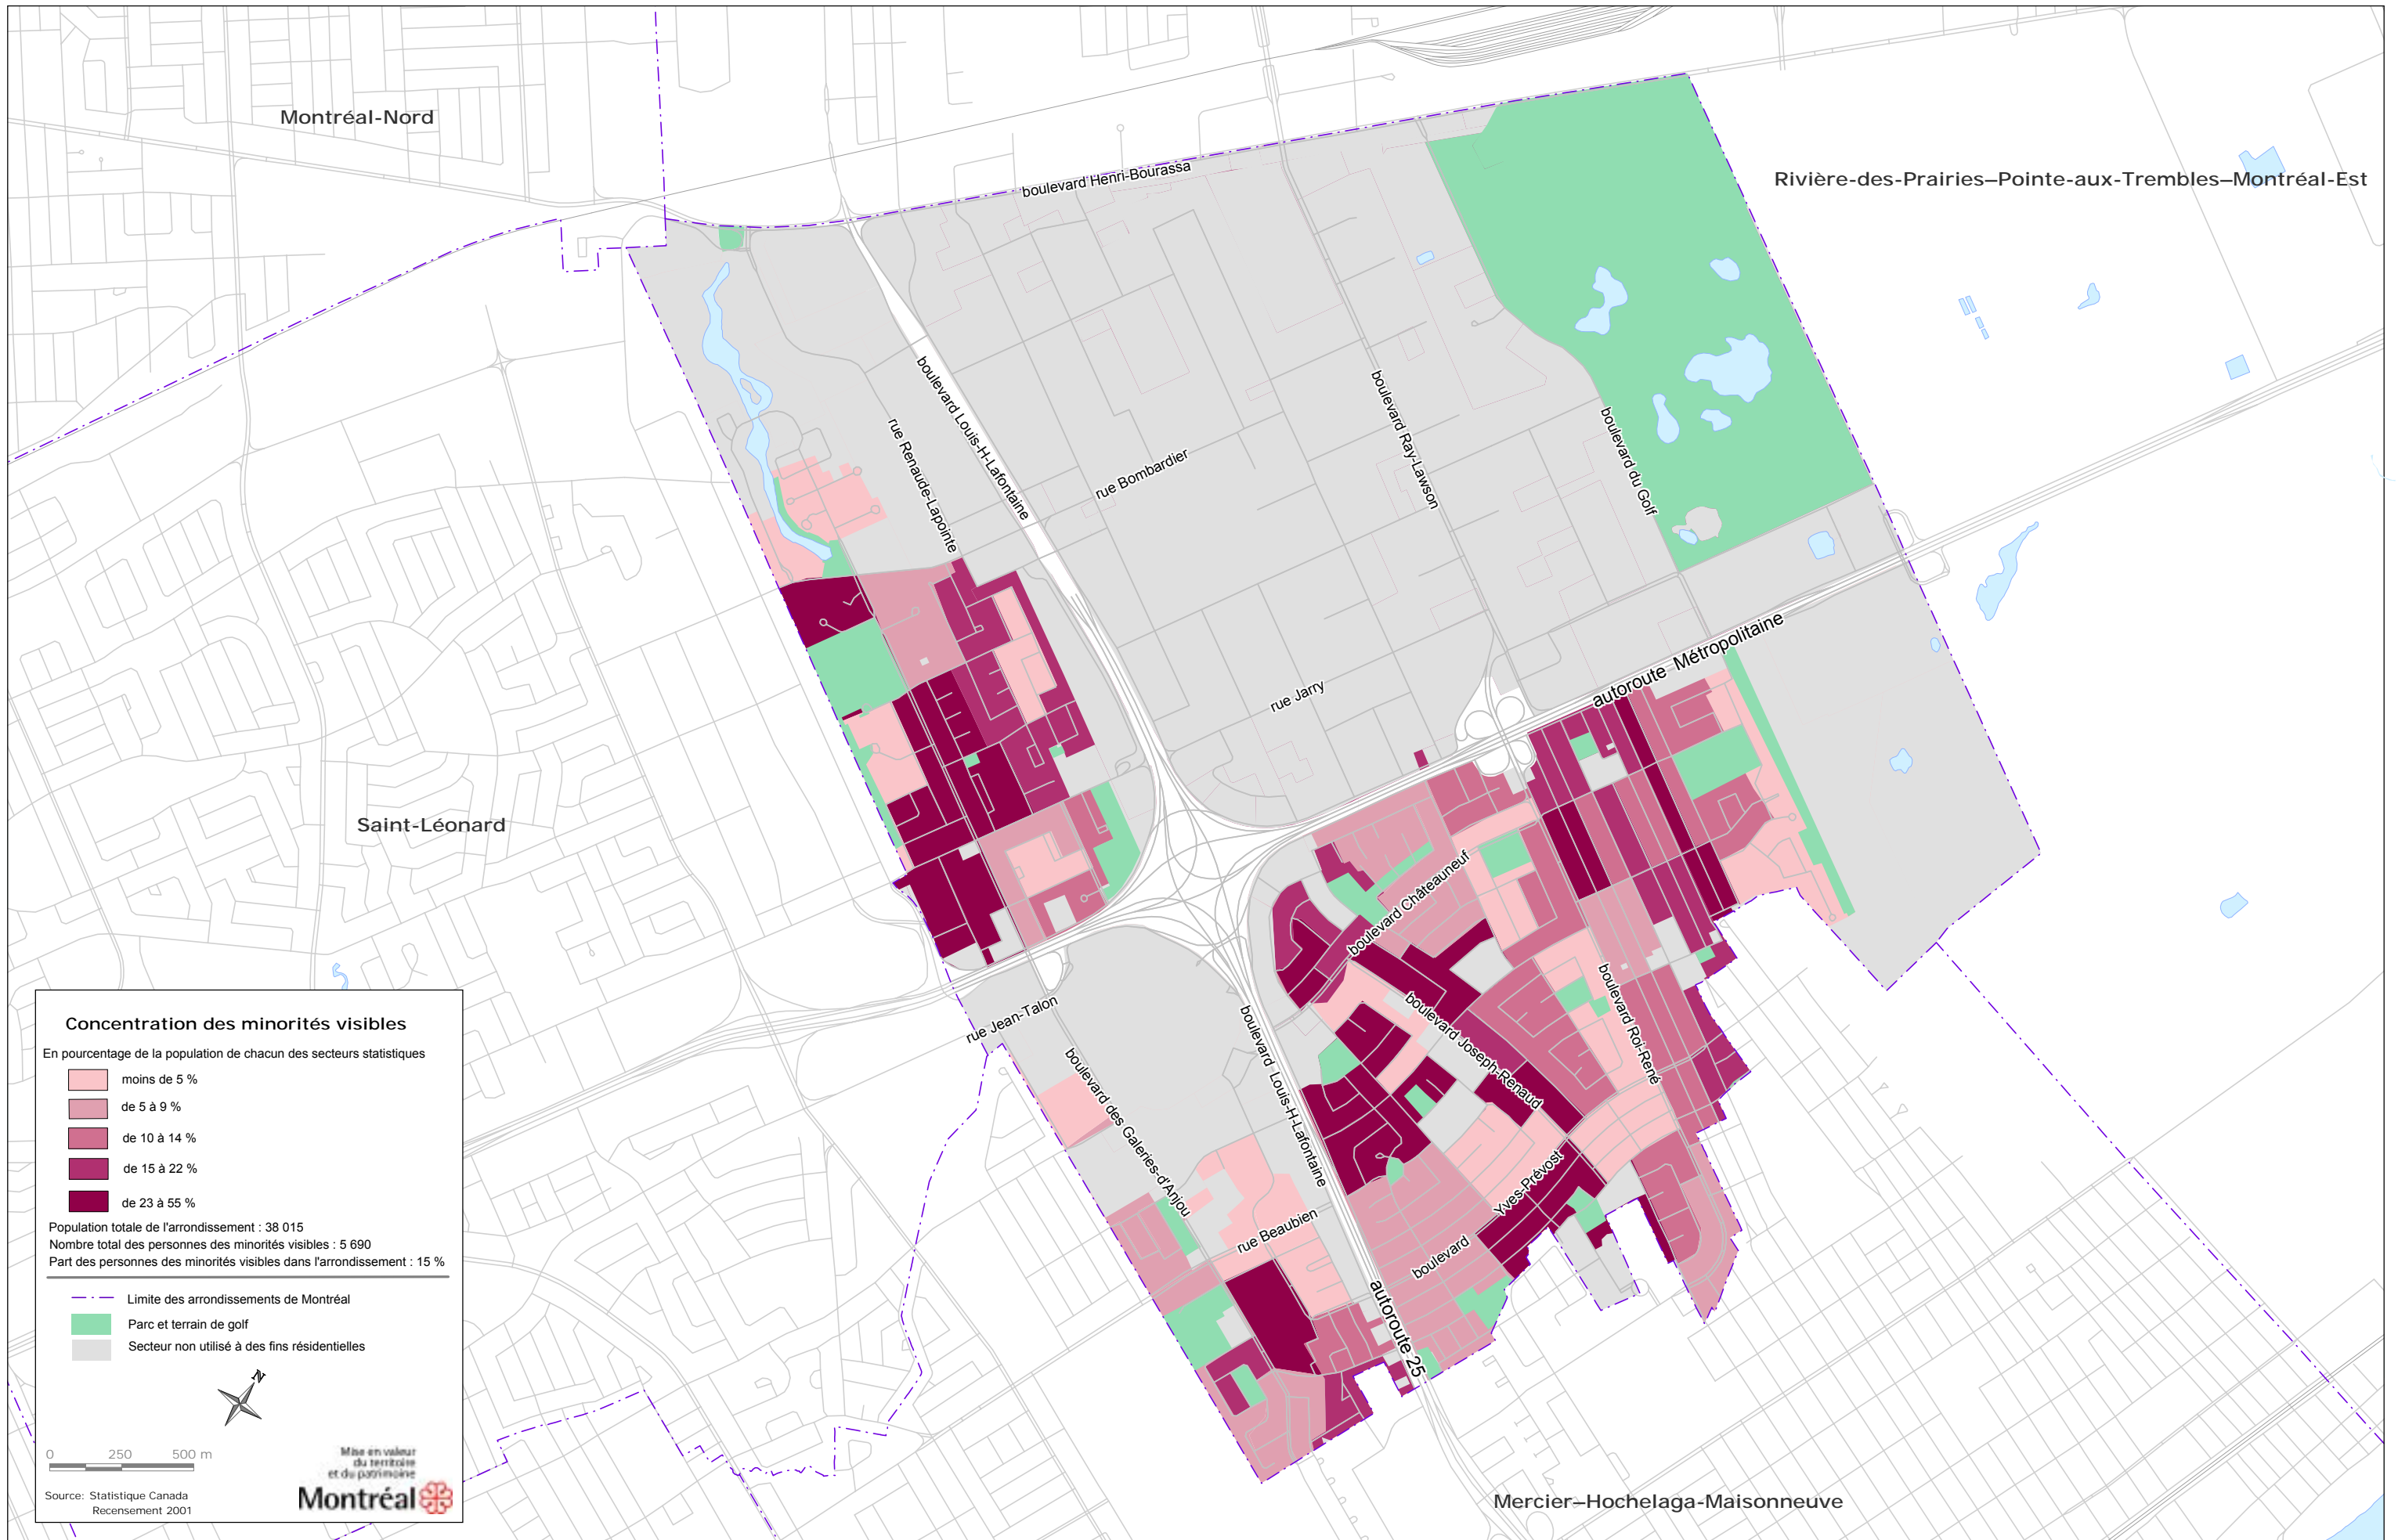 Montréal-Nord
Rivière-des-Prairies–Pointe-aux-Trembles–Montréal-Est
boulevard Henri-Bourassa
boulevard Louis-H-Lafontaine
rue Renaude-Lapointe
rue Bombardier
boulevard Ray-Lawson
boulevard du Golf
autoroute Métropolitaine
rue Jarry
Saint-Léonard
boulevard Châteauneuf
boulevard Joseph-Renaud
boulevard Roi-René
rue Jean-Talon
boulevard des Galeries-d'Anjou
boulevard Louis-H-Lafontaine
rue Beaubien
boulevard Yves-Prévost
autoroute 25
Mercier–Hochelaga-Maisonneuve
Concentration des minorités visibles
En pourcentage de la population de chacun des secteurs statistiques
moins de 5 %
de 5 à 9 %
de 10 à 14 %
de 15 à 22 %
de 23 à 55 %
Population totale de l'arrondissement : 38 015
Nombre total des personnes des minorités visibles : 5 690
Part des personnes des minorités visibles dans l'arrondissement : 15 %
Limite des arrondissements de Montréal
Parc et terrain de golf
Secteur non utilisé à des fins résidentielles
N
0 250 500 m
Mise en valeur
du territoire
et du patrimoine
Montréal
Source: Statistique Canada
Recensement 2001